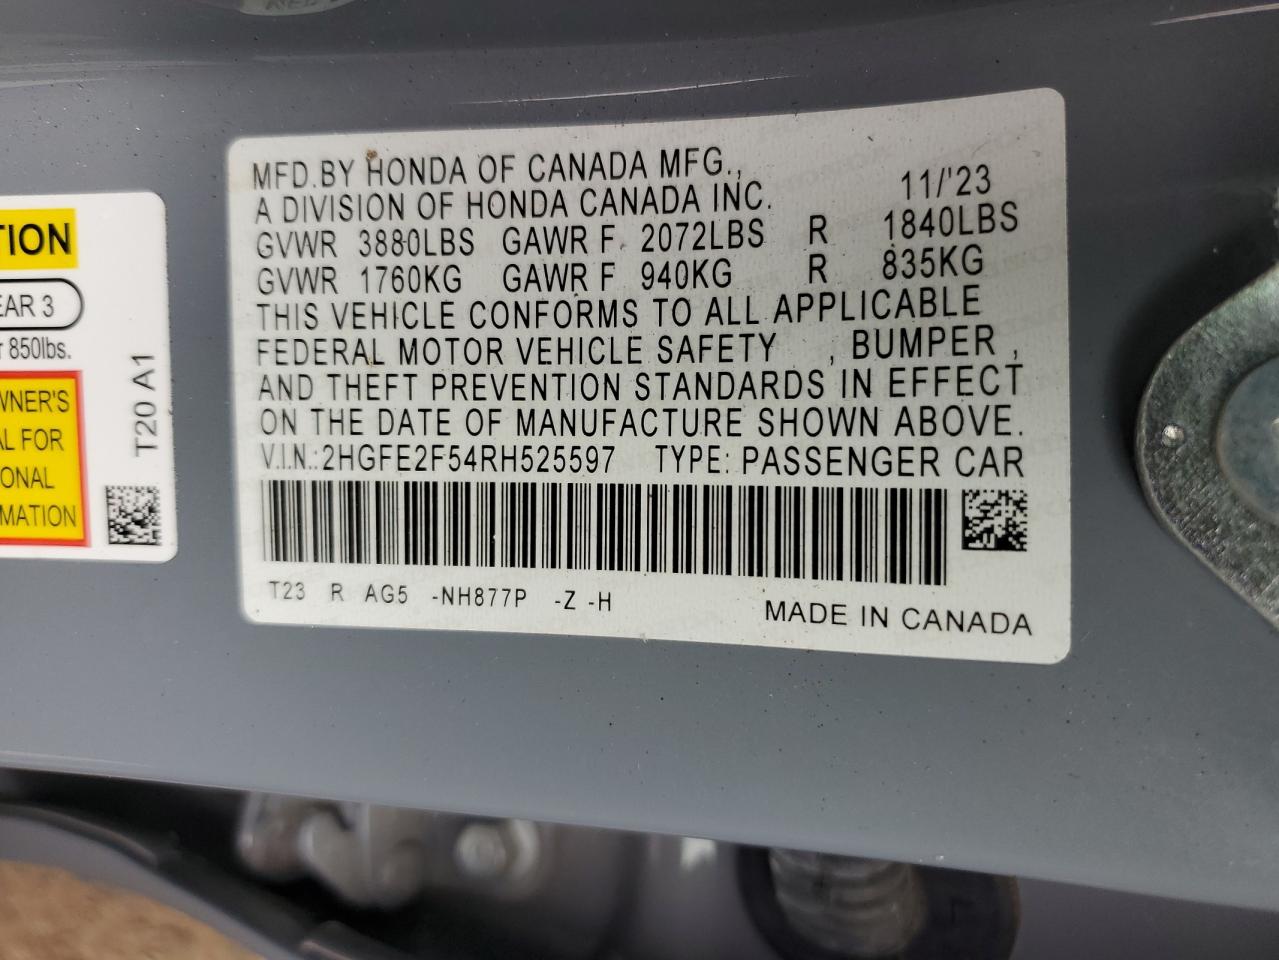 MFD.BY HONDA OF CANADA MFG.,
A DIVISION OF HONDA CANADA INC. 11/'23
GVWR 3880LBS GAWR F 2072LBS R 1840LBS
GVWR 1760KG GAWR F 940KG R 835KG
THIS VEHICLE CONFORMS TO ALL APPLICABLE
FEDERAL MOTOR VEHICLE SAFETY , BUMPER ,
AND THEFT PREVENTION STANDARDS IN EFFECT
ON THE DATE OF MANUFACTURE SHOWN ABOVE.
V.I.N.:2HGFE2F54RH525597 TYPE: PASSENGER CAR
T23 R AG5 -NH877P -Z -H
MADE IN CANADA
TION
EAR 3
r 850lbs.
WNER'S
AL FOR
ONAL
MATION
T20 A1